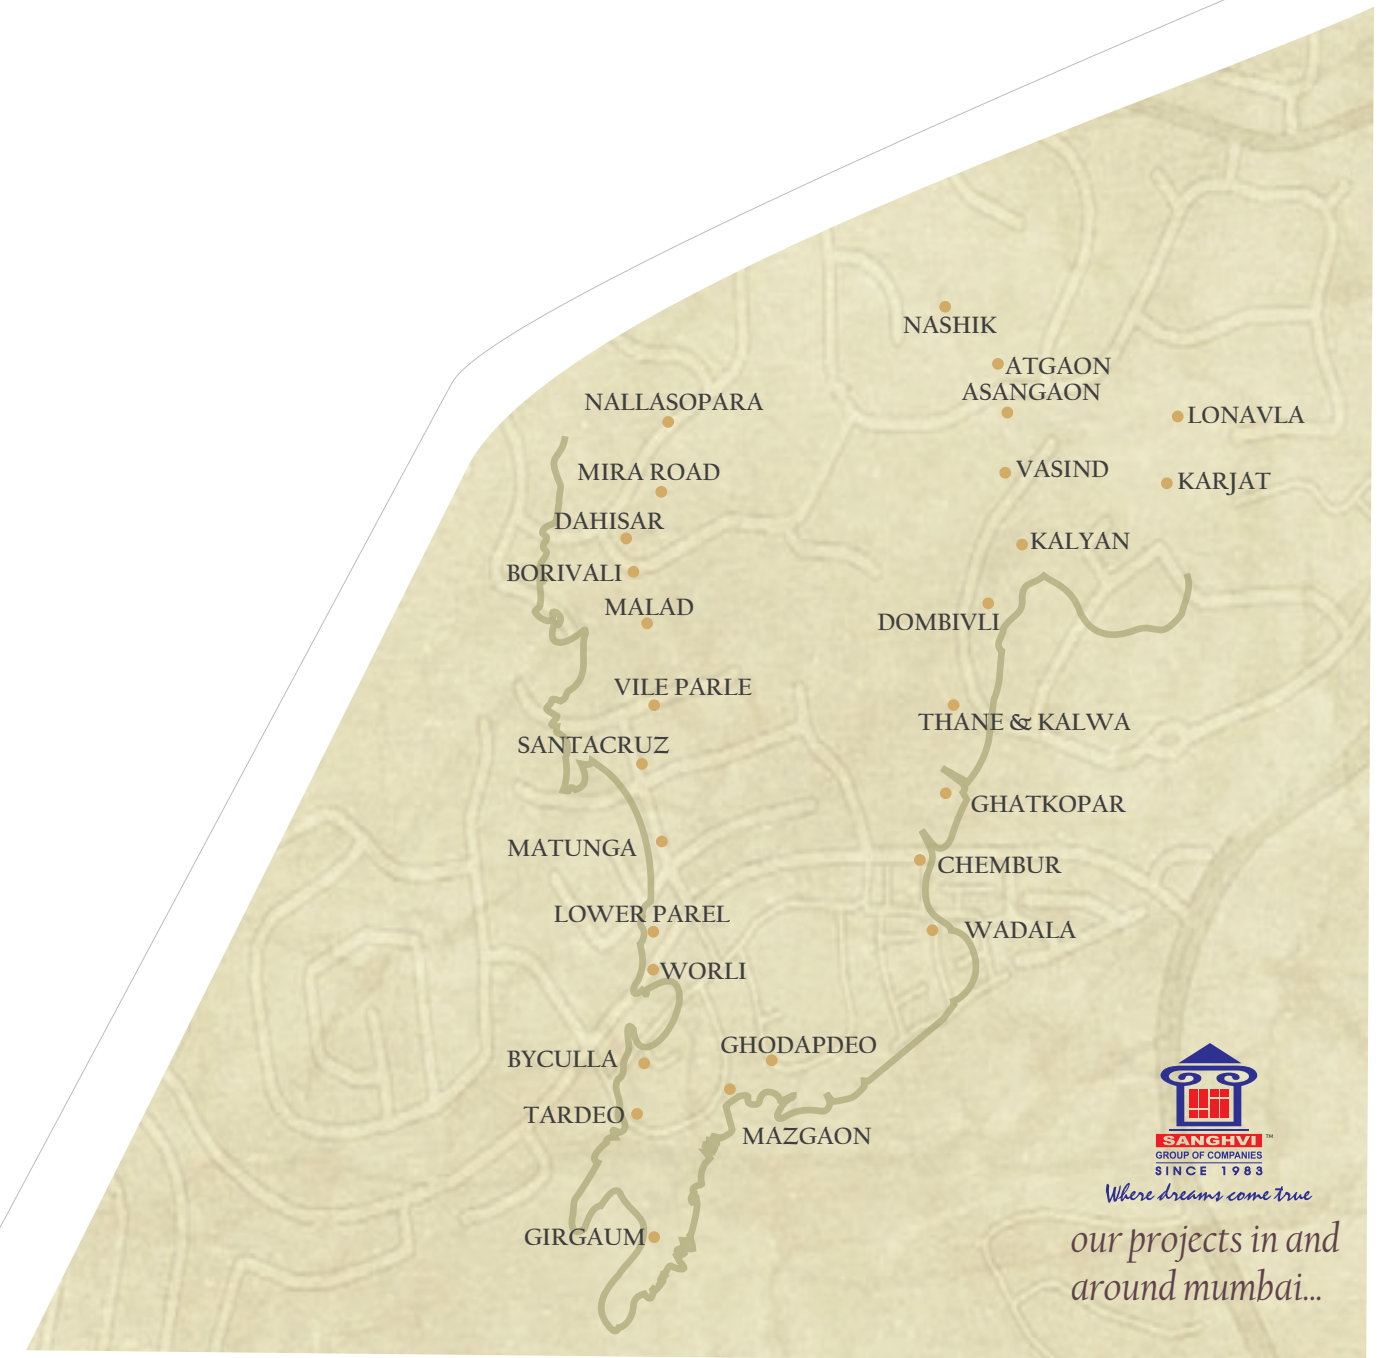 NASHIK
ATGAON
ASANGAON
NALLASOPARA
LONAVLA
MIRA ROAD
VASIND
KARJAT
DAHISAR
KALYAN
BORIVALI
MALAD
DOMBIVLI
VILE PARLE
THANE & KALWA
SANTACRUZ
GHATKOPAR
MATUNGA
CHEMBUR
LOWER PAREL
WADALA
WORLI
GHODAPDEO
BYCULLA
TARDEO
MAZGAON
GIRGAUM
SANGHVI™
GROUP OF COMPANIES
SINCE 1983
Where dreams come true
our projects in and
around mumbai...